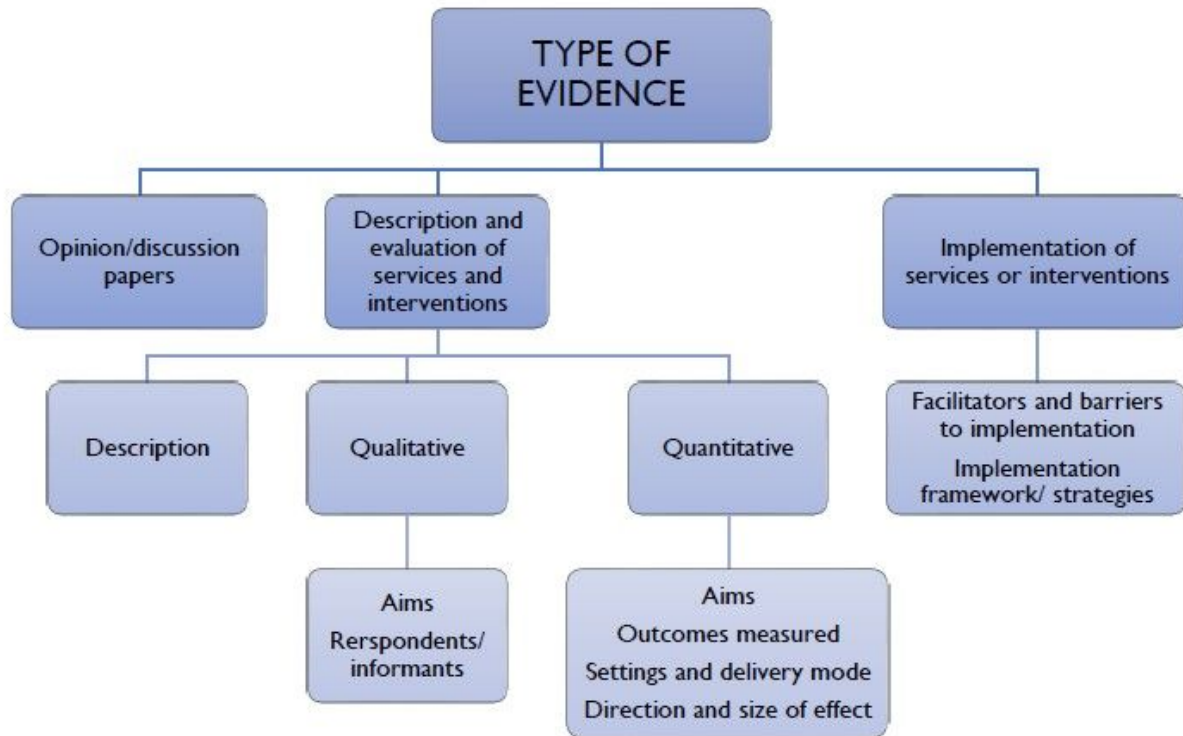 TYPE OF
EVIDENCE
Opinion/discussion
papers
Description and
evaluation of
services and
interventions
Implementation of
services or interventions
Description
Qualitative
Quantitative
Facilitators and barriers
to implementation
Implementation
framework/ strategies
Aims
Rerspondents/
informants
Aims
Outcomes measured
Settings and delivery mode
Direction and size of effect